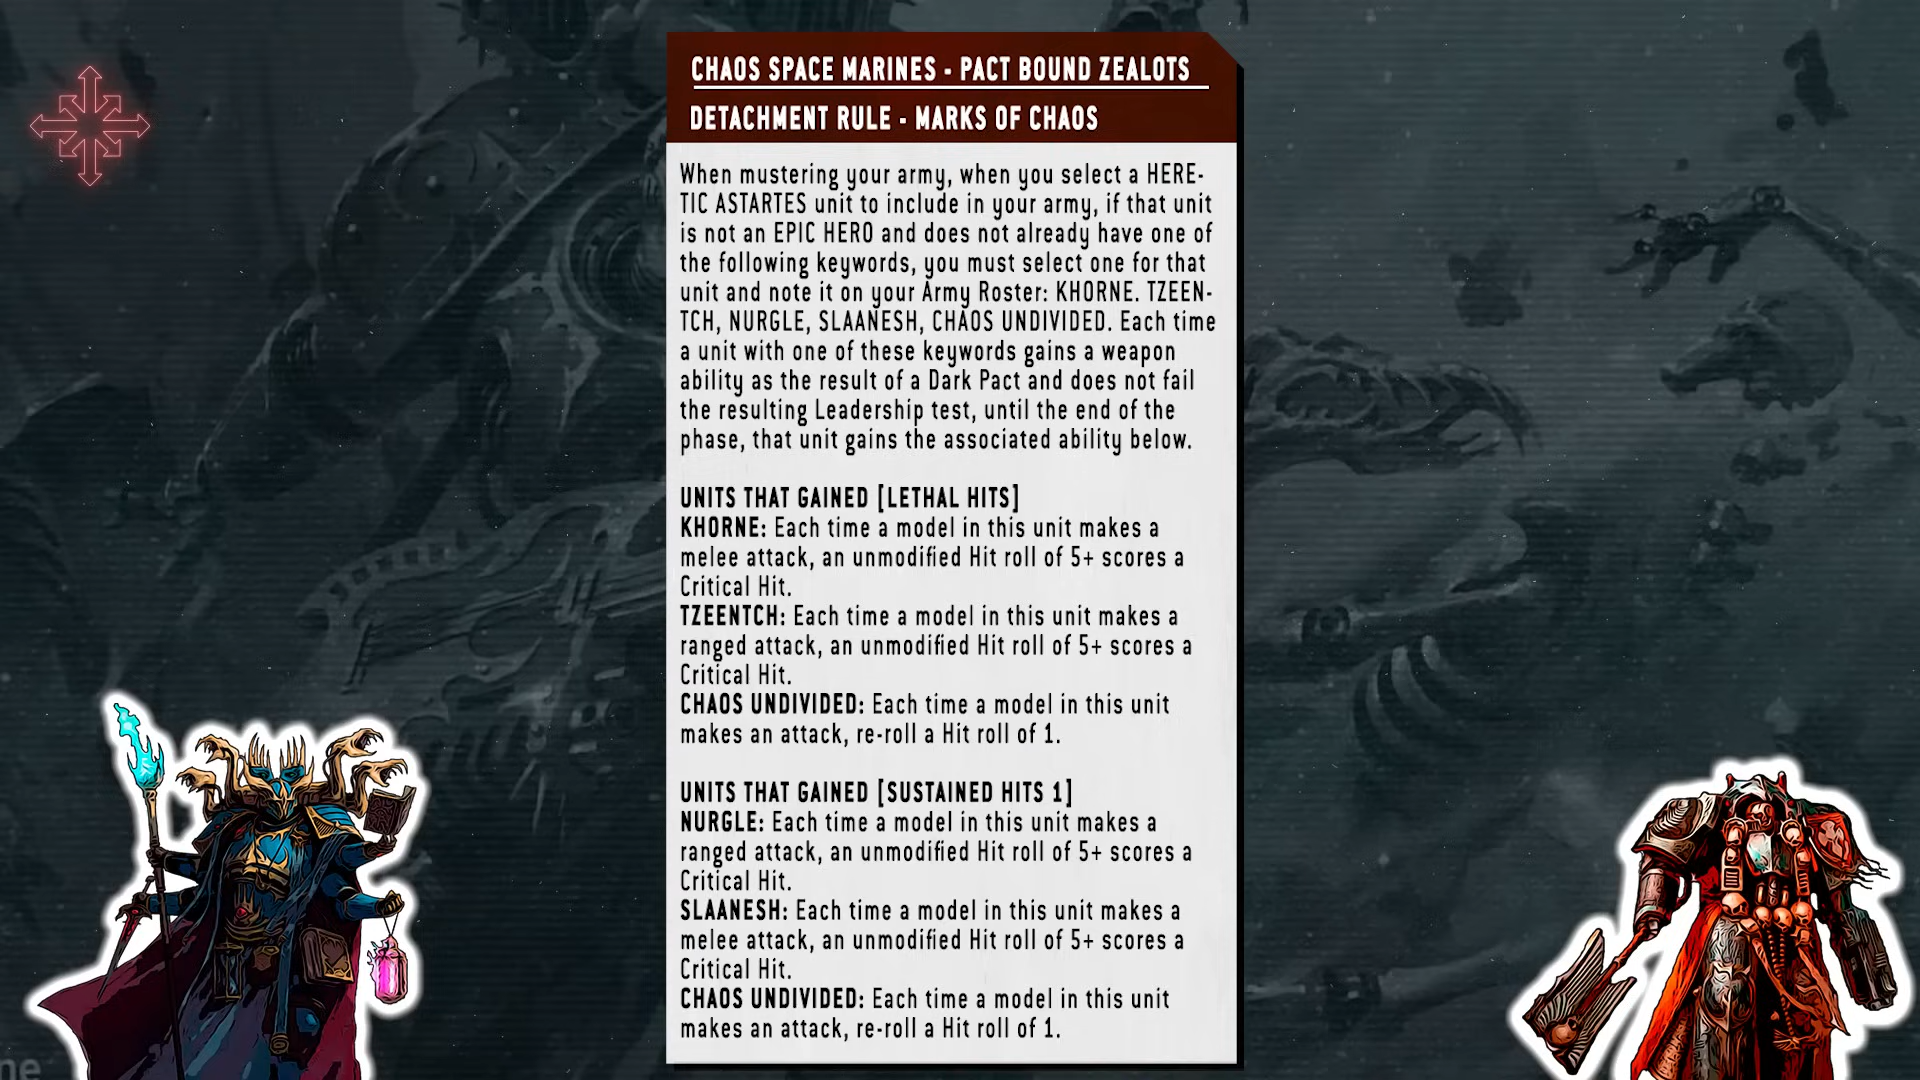 CHAOS SPACE MARINES - PACT BOUND ZEALOTS
DETACHMENT RULE - MARKS OF CHAOS
When mustering your army, when you select a HERE-
TIC ASTARTES unit to include in your army, if that unit
is not an EPIC HERO and does not already have one of
the following keywords, you must select one for that
unit and note it on your Army Roster: KHORNE. TZEEN-
TCH, NURGLE, SLAANESH, CHAOS UNDIVIDED. Each time
a unit with one of these keywords gains a weapon
ability as the result of a Dark Pact and does not fail
the resulting Leadership test, until the end of the
phase, that unit gains the associated ability below.
UNITS THAT GAINED [LETHAL HITS]
KHORNE: Each time a model in this unit makes a
melee attack, an unmodified Hit roll of 5+ scores a
Critical Hit.
TZEENTCH: Each time a model in this unit makes a
ranged attack, an unmodified Hit roll of 5+ scores a
Critical Hit.
CHAOS UNDIVIDED: Each time a model in this unit
makes an attack, re-roll a Hit roll of 1.
UNITS THAT GAINED [SUSTAINED HITS 1]
NURGLE: Each time a model in this unit makes a
ranged attack, an unmodified Hit roll of 5+ scores a
Critical Hit.
SLAANESH: Each time a model in this unit makes a
melee attack, an unmodified Hit roll of 5+ scores a
Critical Hit.
CHAOS UNDIVIDED: Each time a model in this unit
makes an attack, re-roll a Hit roll of 1.